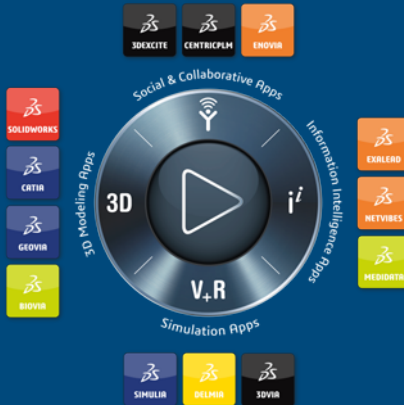 3DEXCITE
CENTRICPLM
ENOVIA
Social & Collaborative Apps
SOLIDWORKS
CATIA
GEOVIA
BIOVIA
3D Modeling Apps
3D
i i
V+R
Information Intelligence Apps
EXALEAD
NETVIBES
MEDIDATA
Simulation Apps
SIMULIA
DELMIA
3DVIA